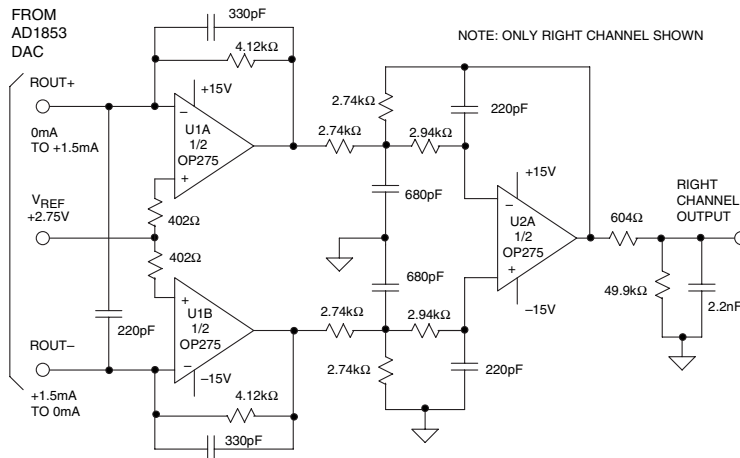 FROM
AD1853
DAC
330pF
4.12kΩ
NOTE: ONLY RIGHT CHANNEL SHOWN
ROUT+
+15V
0mA
TO +1.5mA
−
U1A
1/2
OP275
+
2.74kΩ
220pF
2.74kΩ
2.94kΩ
VREF
+2.75V
402Ω
402Ω
680pF
+15V
−
U2A
1/2
OP275
+
−15V
RIGHT
CHANNEL
OUTPUT
604Ω
49.9kΩ
2.2nF
680pF
220pF
+
U1B
1/2
OP275
−
−15V
2.74kΩ
2.94kΩ
2.74kΩ
220pF
ROUT−
+1.5mA
TO 0mA
4.12kΩ
330pF